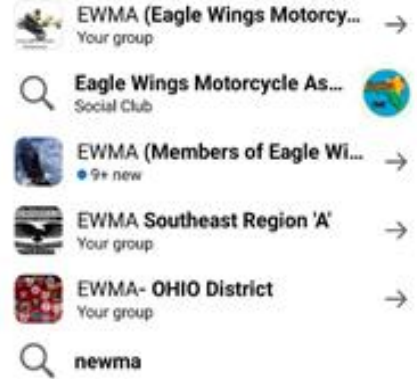 EWMA (Eagle Wings Motorcy...
Your group
Eagle Wings Motorcycle As...
Social Club
EWMA (Members of Eagle Wi...
9+ new
EWMA Southeast Region 'A'
Your group
EWMA- OHIO District
Your group
newma